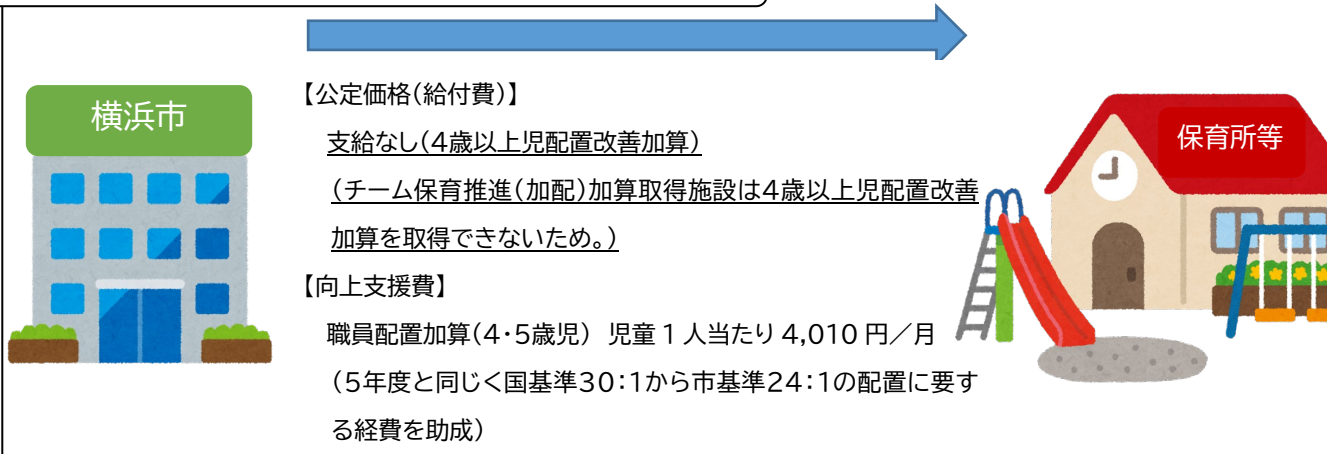 横浜市
【公定価格(給付費)】
支給なし(4歳以上児配置改善加算)
(チーム保育推進(加配)加算取得施設は4歳以上児配置改善
加算を取得できないため。)
【向上支援費】
職員配置加算(4・5歳児) 児童1人当たり 4,010 円/月
(5年度と同じく国基準30:1から市基準24:1の配置に要す
る経費を助成)
保育所等